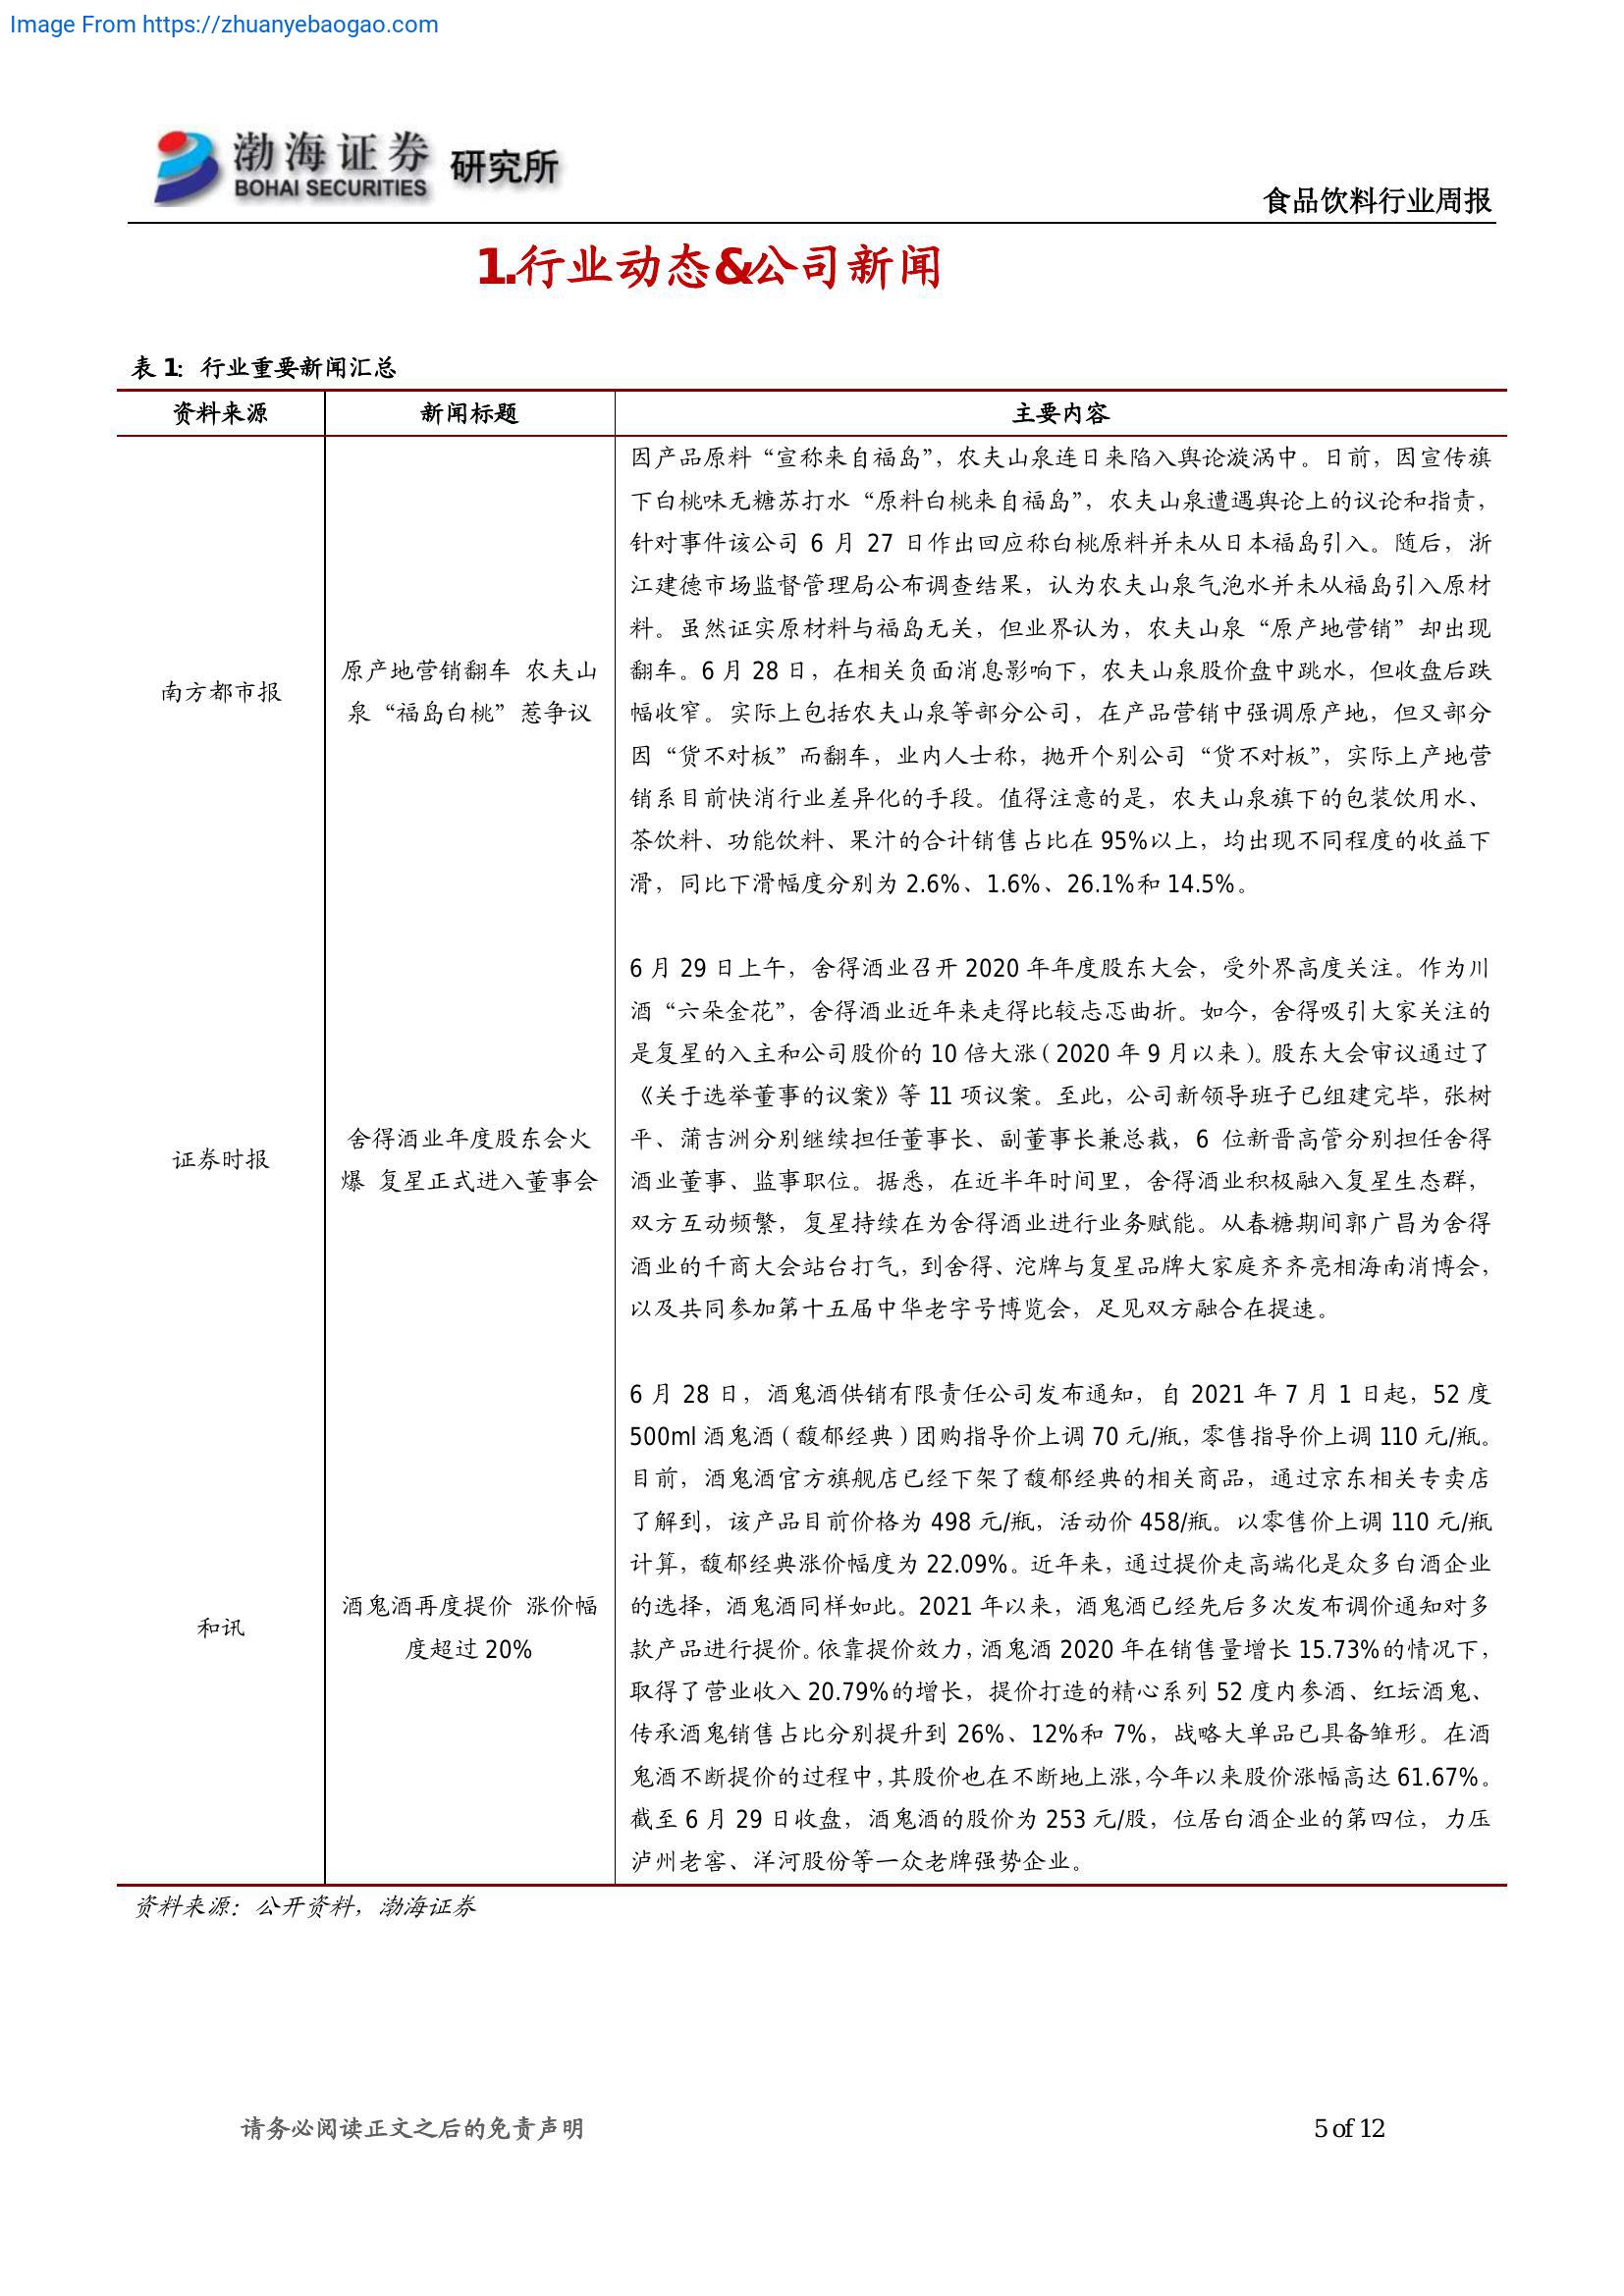 Image From https://zhuanyebaogao.com
渤海证券
BOHAI SECURITIES
研究所
食品饮料行业周报
1.行业动态&公司新闻
表 1: 行业重要新闻汇总
资料来源 新闻标题 主要内容
南方都市报
原产地营销翻车 农夫山
泉“福岛白桃”惹争议
因产品原料“宣称来自福岛”，农夫山泉连日来陷入舆论漩涡中。日前，因宣传旗
下白桃味无糖苏打水“原料白桃来自福岛”，农夫山泉遭遇舆论上的议论和指责，
针对事件该公司 6 月 27 日作出回应称白桃原料并未从日本福岛引入。随后，浙
江建德市场监督管理局公布调查结果，认为农夫山泉气泡水并未从福岛引入原材
料。虽然证实原材料与福岛无关，但业界认为，农夫山泉“原产地营销”却出现
翻车。6 月 28 日，在相关负面消息影响下，农夫山泉股价盘中跳水，但收盘后跌
幅收窄。实际上包括农夫山泉等部分公司，在产品营销中强调原产地，但又部分
因“货不对板”而翻车，业内人士称，抛开个别公司“货不对板”，实际上产地营
销系目前快消行业差异化的手段。值得注意的是，农夫山泉旗下的包装饮用水、
茶饮料、功能饮料、果汁的合计销售占比在 95%以上，均出现不同程度的收益下
滑，同比下滑幅度分别为 2.6%、1.6%、26.1%和 14.5%。
证券时报
舍得酒业年度股东会火
爆 复星正式进入董事会
6 月 29 日上午，舍得酒业召开 2020 年年度股东大会，受外界高度关注。作为川
酒“六朵金花”，舍得酒业近年来走得比较忐忑曲折。如今，舍得吸引大家关注的
是复星的入主和公司股价的 10 倍大涨（2020 年 9 月以来）。股东大会审议通过了
《关于选举董事的议案》等 11 项议案。至此，公司新领导班子已组建完毕，张树
平、蒲吉洲分别继续担任董事长、副董事长兼总裁，6 位新晋高管分别担任舍得
酒业董事、监事职位。据悉，在近半年时间里，舍得酒业积极融入复星生态群，
双方互动频繁，复星持续在为舍得酒业进行业务赋能。从春糖期间郭广昌为舍得
酒业的千商大会站台打气，到舍得、沱牌与复星品牌大家庭齐齐亮相海南消博会，
以及共同参加第十五届中华老字号博览会，足见双方融合在提速。
和讯
酒鬼酒再度提价 涨价幅
度超过 20%
6 月 28 日，酒鬼酒供销有限责任公司发布通知，自 2021 年 7 月 1 日起，52 度
500ml 酒鬼酒（馥郁经典）团购指导价上调 70 元/瓶，零售指导价上调 110 元/瓶。
目前，酒鬼酒官方旗舰店已经下架了馥郁经典的相关商品，通过京东相关专卖店
了解到，该产品目前价格为 498 元/瓶，活动价 458/瓶。以零售价上调 110 元/瓶
计算，馥郁经典涨价幅度为 22.09%。近年来，通过提价走高端化是众多白酒企业
的选择，酒鬼酒同样如此。2021 年以来，酒鬼酒已经先后多次发布调价通知对多
款产品进行提价。依靠提价效力，酒鬼酒 2020 年在销售量增长 15.73%的情况下，
取得了营业收入 20.79%的增长，提价打造的精心系列 52 度内参酒、红坛酒鬼、
传承酒鬼销售占比分别提升到 26%、12%和 7%，战略大单品已具备雏形。在酒
鬼酒不断提价的过程中，其股价也在不断地上涨，今年以来股价涨幅高达 61.67%。
截至 6 月 29 日收盘，酒鬼酒的股价为 253 元/股，位居白酒企业的第四位，力压
泸州老窖、洋河股份等一众老牌强势企业。
资料来源：公开资料，渤海证券
请务必阅读正文之后的免责声明
5 of 12